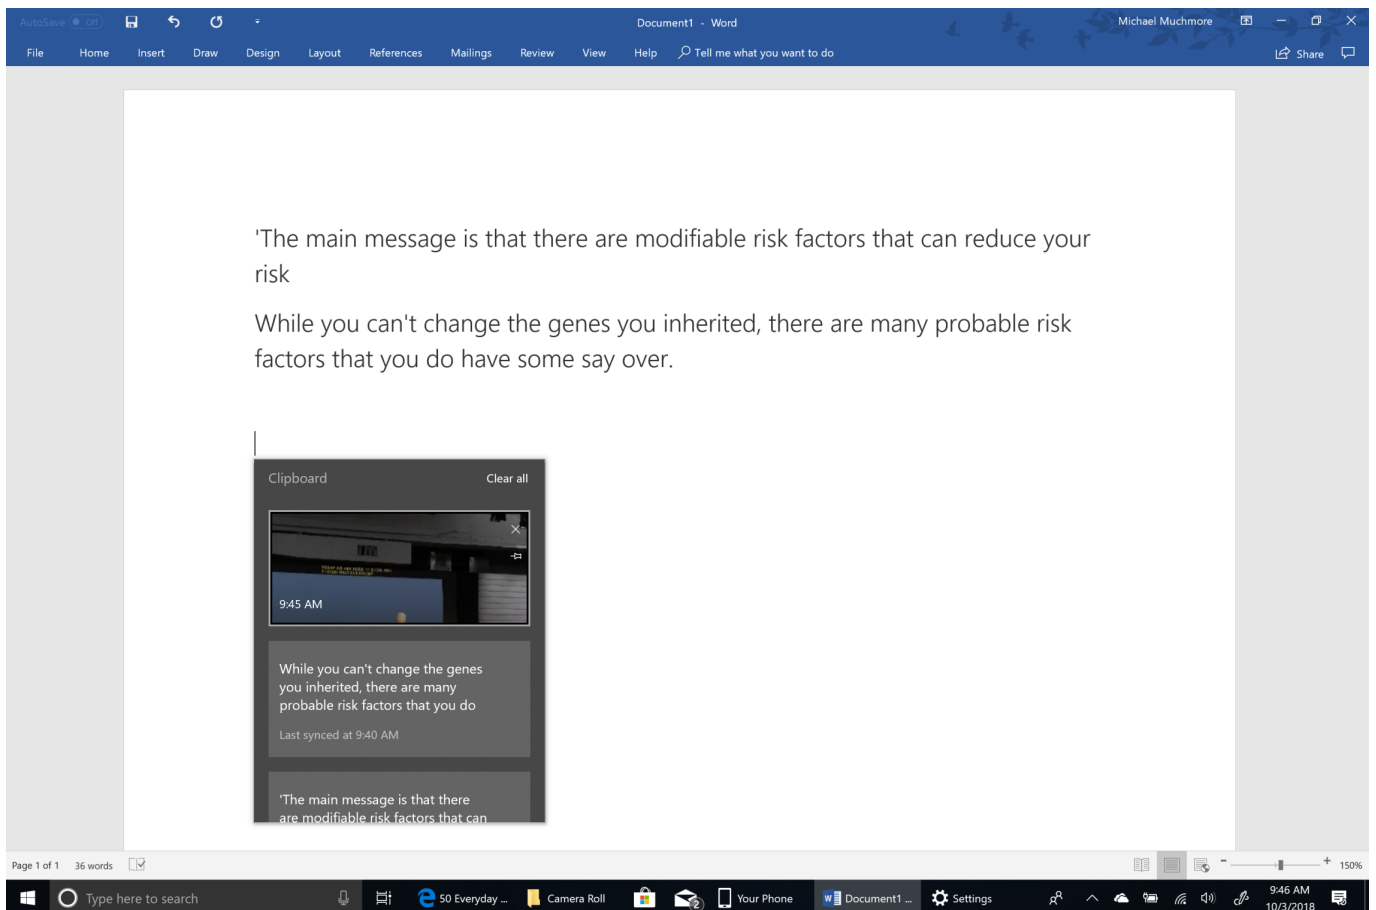 AutoSave Off
Document1 - Word
Michael Muchmore
File Home Insert Draw Design Layout References Mailings Review View Help Tell me what you want to do
Share
'The main message is that there are modifiable risk factors that can reduce your
risk
While you can't change the genes you inherited, there are many probable risk
factors that you do have some say over.
Clipboard Clear all
9:45 AM
While you can't change the genes
you inherited, there are many
probable risk factors that you do
Last synced at 9:40 AM
'The main message is that there
are modifiable risk factors that can
Page 1 of 1 36 words
- + 150%
Type here to search
50 Everyday ...
Camera Roll
2
Your Phone
Document1 ...
Settings
9:46 AM
10/3/2018